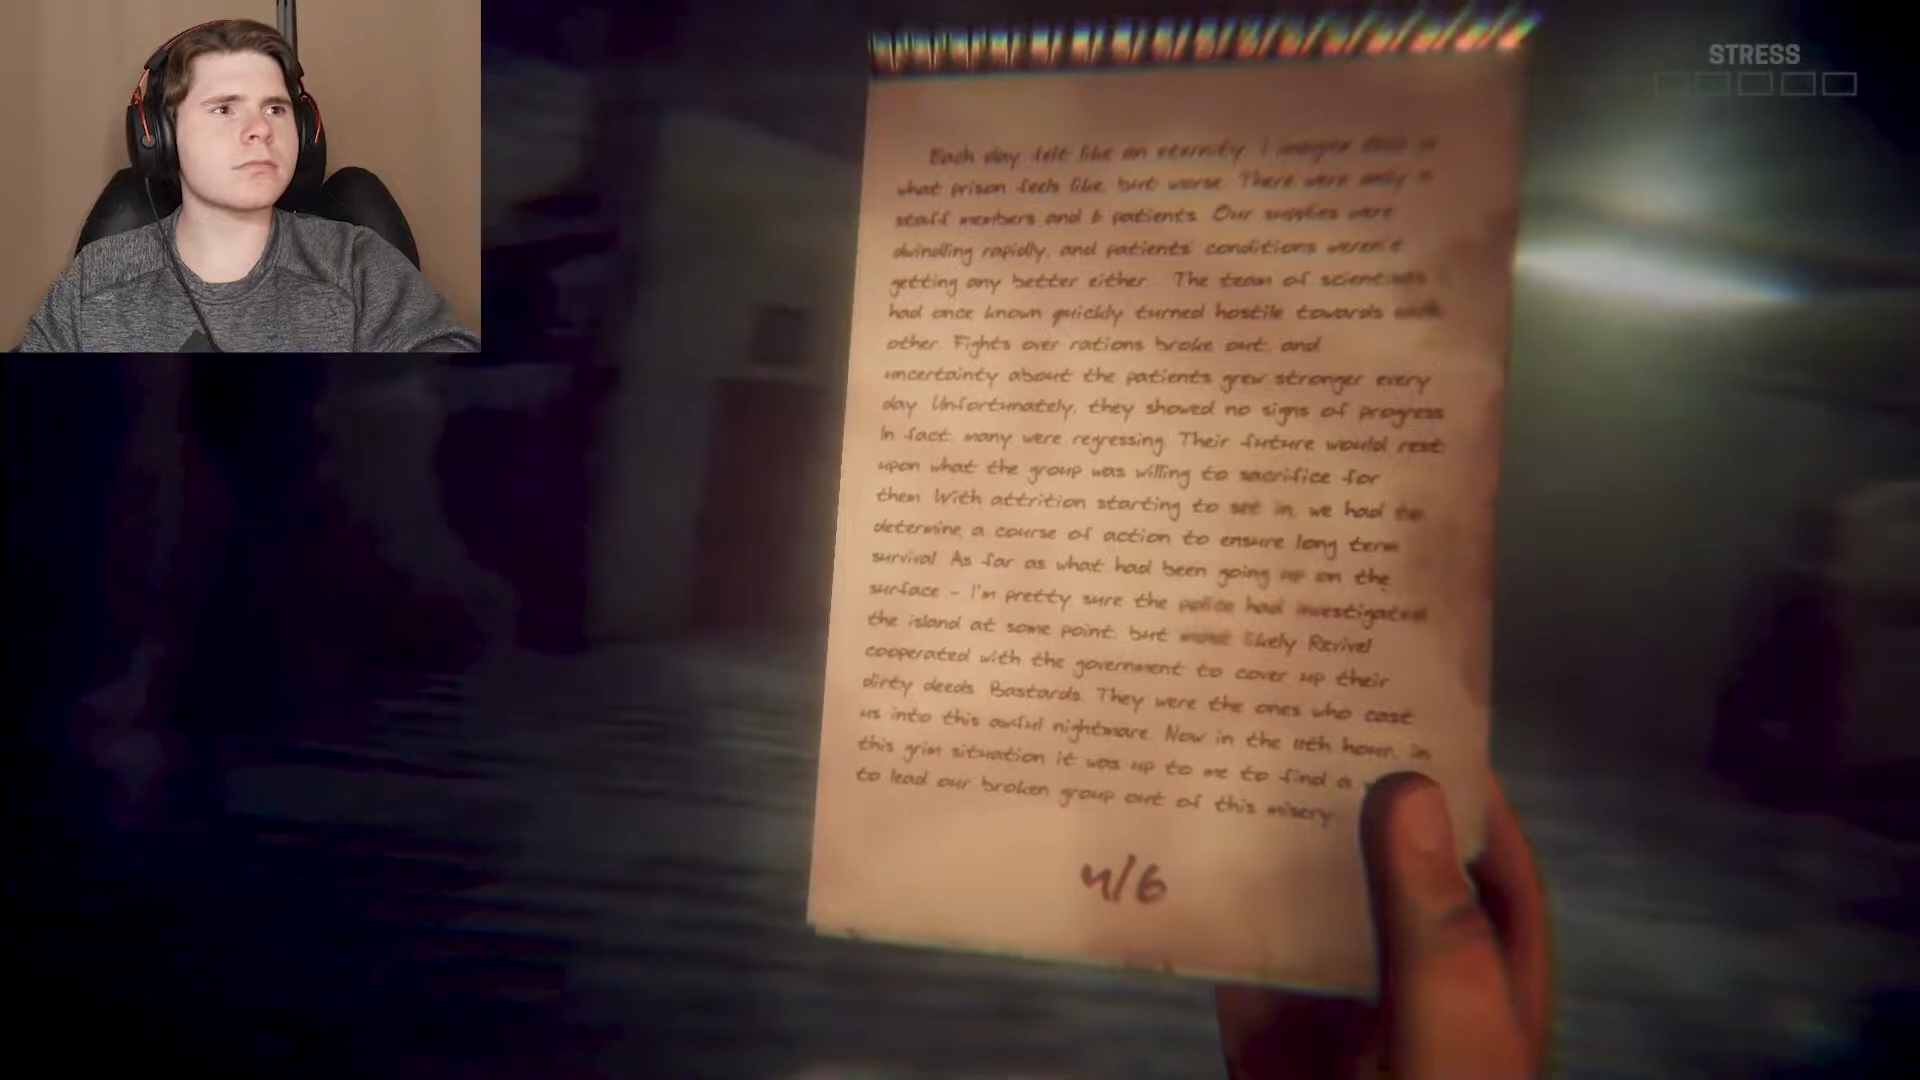 STRESS
Each day felt like an eternity. I imagine this is
what prison feels like, but worse. There were only
staff members and 6 patients. Our supplies were
dwindling rapidly, and patients' conditions weren't
getting any better either. The team of scientists
had once known quickly turned hostile towards each
other. Fights over rations broke out, and
uncertainty about the patients grew stronger every
day. Unfortunately, they showed no signs of progress
In fact, many were regressing. Their future would rest
upon what the group was willing to sacrifice for
them. With attrition starting to set in, we had to
determine a course of action to ensure long term
survival. As far as what had been going up on the
surface - I'm pretty sure the police had investigated
the island at some point, but most likely Revivel
cooperated with the government to cover up their
dirty deeds. Bastards. They were the ones who cast
us into this awful nightmare. Now in the 11th hour, in
this grim situation it was up to me to find a
to lead our broken group out of this misery.
4/6